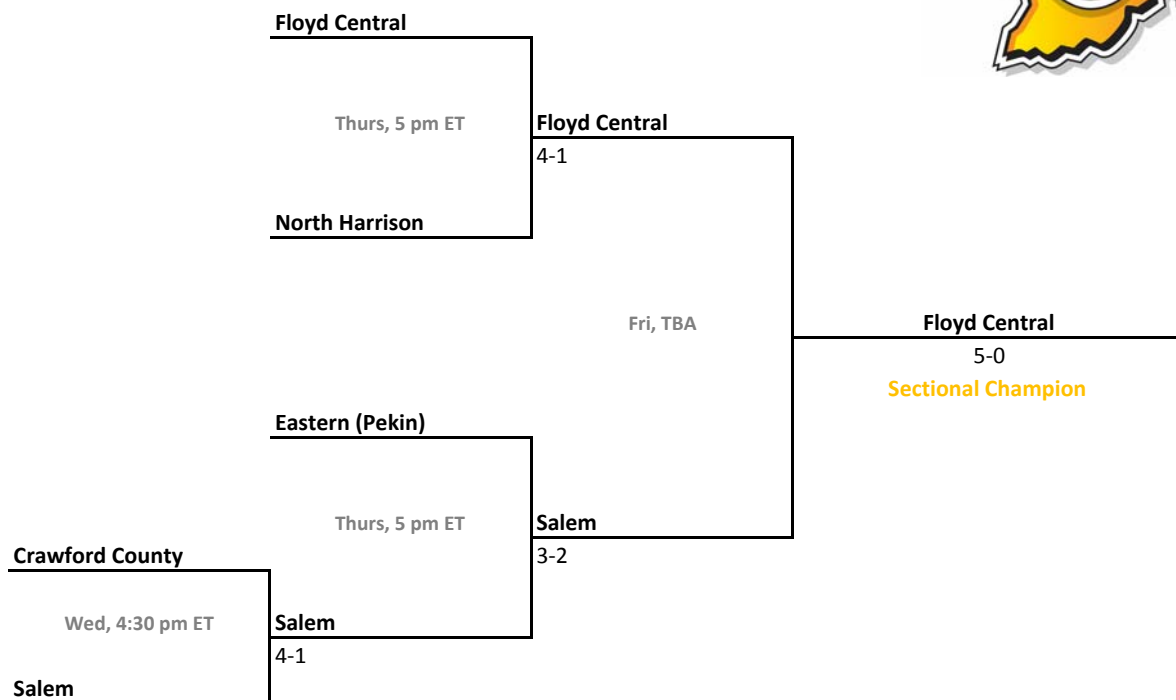 Floyd Central
Thurs, 5 pm ET
Floyd Central
4-1
North Harrison
Fri, TBA
Floyd Central
5-0
Sectional Champion
Eastern (Pekin)
Thurs, 5 pm ET
Salem
3-2
Crawford County
Wed, 4:30 pm ET
Salem
4-1
Salem